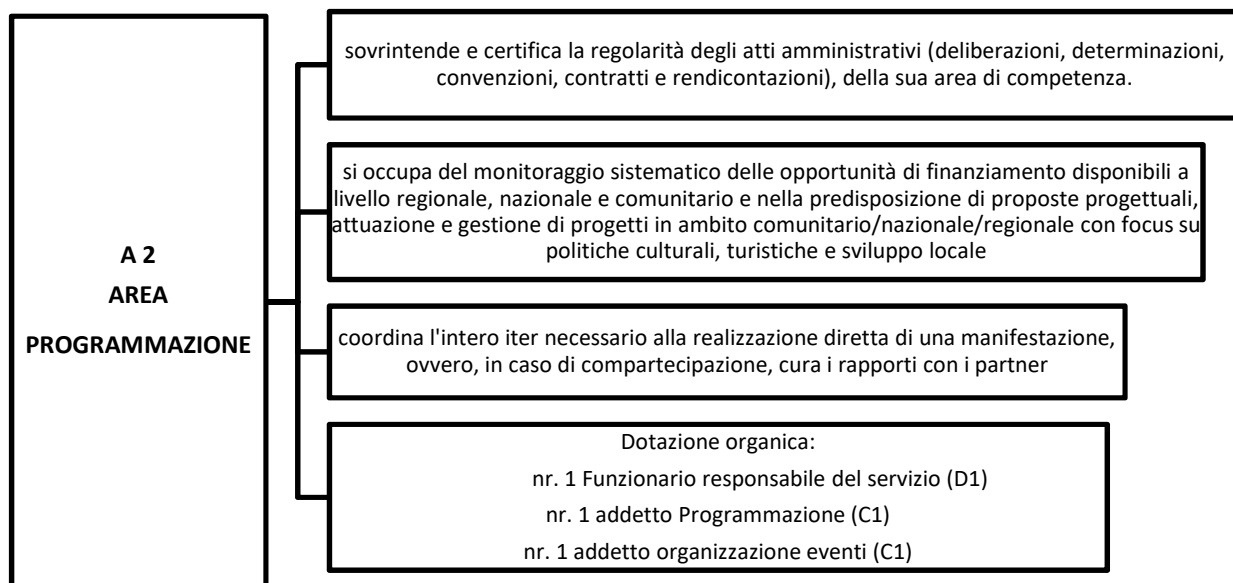 A 2
AREA
PROGRAMMAZIONE
sovrintende e certifica la regolarità degli atti amministrativi (deliberazioni, determinazioni,
convenzioni, contratti e rendicontazioni), della sua area di competenza.
si occupa del monitoraggio sistematico delle opportunità di finanziamento disponibili a
livello regionale, nazionale e comunitario e nella predisposizione di proposte progettuali,
attuazione e gestione di progetti in ambito comunitario/nazionale/regionale con focus su
politiche culturali, turistiche e sviluppo locale
coordina l'intero iter necessario alla realizzazione diretta di una manifestazione,
ovvero, in caso di compartecipazione, cura i rapporti con i partner
Dotazione organica:
nr. 1 Funzionario responsabile del servizio (D1)
nr. 1 addetto Programmazione (C1)
nr. 1 addetto organizzazione eventi (C1)